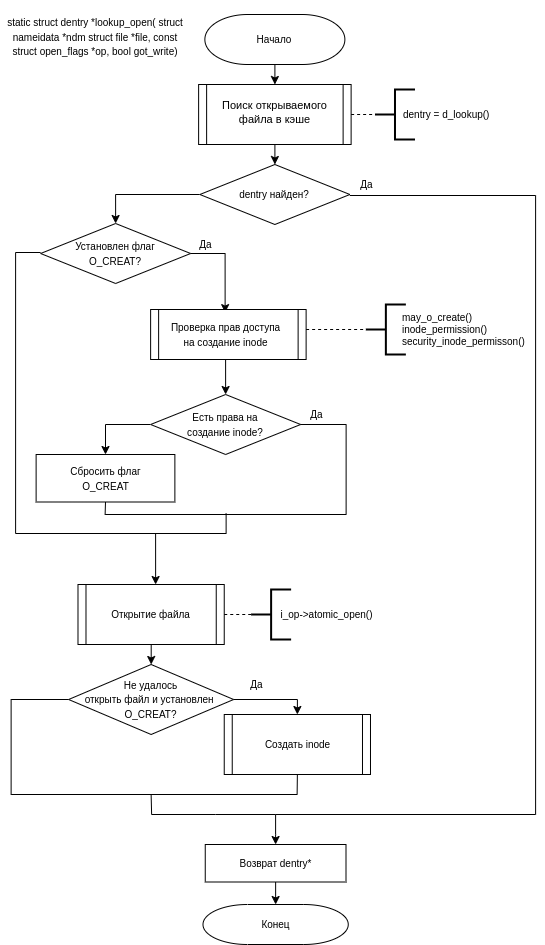 static struct dentry *lookup_open( struct
nameidata *ndm struct file *file, const
struct open_flags *op, bool got_write)
Начало
Поиск открываемого
файла в кэше
dentry = d_lookup()
dentry найден?
Да
Установлен флаг
O_CREAT?
Да
Проверка прав доступа
на создание inode
may_o_create()
inode_permission()
security_inode_permisson()
Есть права на
создание inode?
Да
Сбросить флаг
O_CREAT
Открытие файла
i_op->atomic_open()
Не удалось
открыть файл и установлен
O_CREAT?
Да
Создать inode
Возврат dentry*
Конец